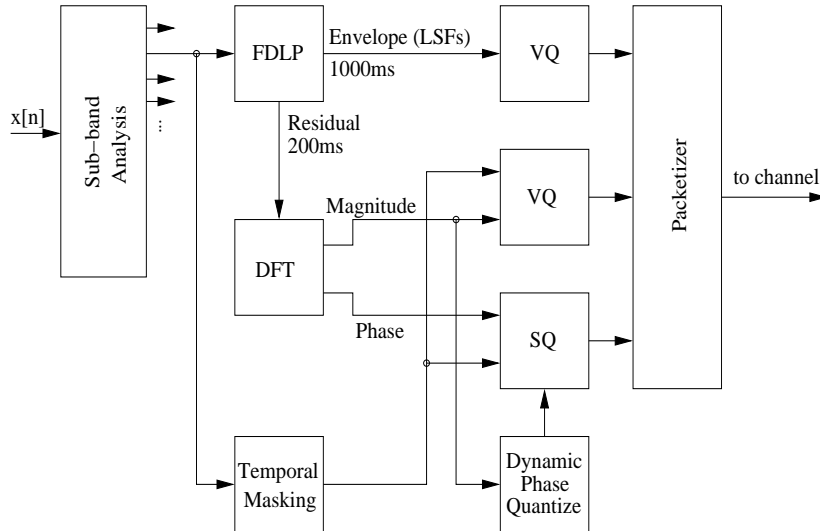 x[n]
Sub-band
Analysis
...
FDLP
Envelope (LSFs)
1000ms
VQ
Residual
200ms
DFT
Magnitude
Phase
VQ
SQ
Temporal
Masking
Dynamic
Phase
Quantize
Packetizer
to channel